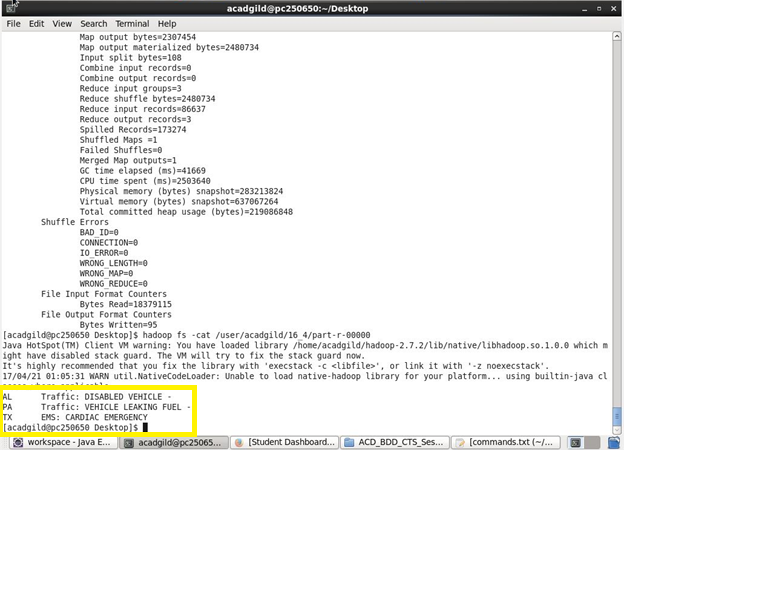 acadgild@pc250650:~/Desktop
File Edit View Search Terminal Help
Map output bytes=2307454
Map output materialized bytes=2480734
Input split bytes=108
Combine input records=0
Combine output records=0
Reduce input groups=3
Reduce shuffle bytes=2480734
Reduce input records=86637
Reduce output records=3
Spilled Records=173274
Shuffled Maps =1
Failed Shuffles=0
Merged Map outputs=1
GC time elapsed (ms)=41669
CPU time spent (ms)=2503640
Physical memory (bytes) snapshot=283213824
Virtual memory (bytes) snapshot=637067264
Total committed heap usage (bytes)=219086848
Shuffle Errors
BAD_ID=0
CONNECTION=0
IO_ERROR=0
WRONG_LENGTH=0
WRONG_MAP=0
WRONG_REDUCE=0
File Input Format Counters
Bytes Read=18379115
File Output Format Counters
Bytes Written=95
[acadgild@pc250650 Desktop]$ hadoop fs -cat /user/acadgild/16_4/part-r-00000
Java HotSpot(TM) Client VM warning: You have loaded library /home/acadgild/hadoop-2.7.2/lib/native/libhadoop.so.1.0.0 which m
ight have disabled stack guard. The VM will try to fix the stack guard now.
It's highly recommended that you fix the library with 'execstack -c <libfile>', or link it with '-z noexecstack'.
17/04/21 01:05:31 WARN util.NativeCodeLoader: Unable to load native-hadoop library for your platform... using builtin-java cl
AL Traffic: DISABLED VEHICLE -
PA Traffic: VEHICLE LEAKING FUEL -
TX EMS: CARDIAC EMERGENCY
[acadgild@pc250650 Desktop]$
workspace - Java E... acadgild@pc25065... [Student Dashboard... ACD_BDD_CTS_Ses... [commands.txt (~/...